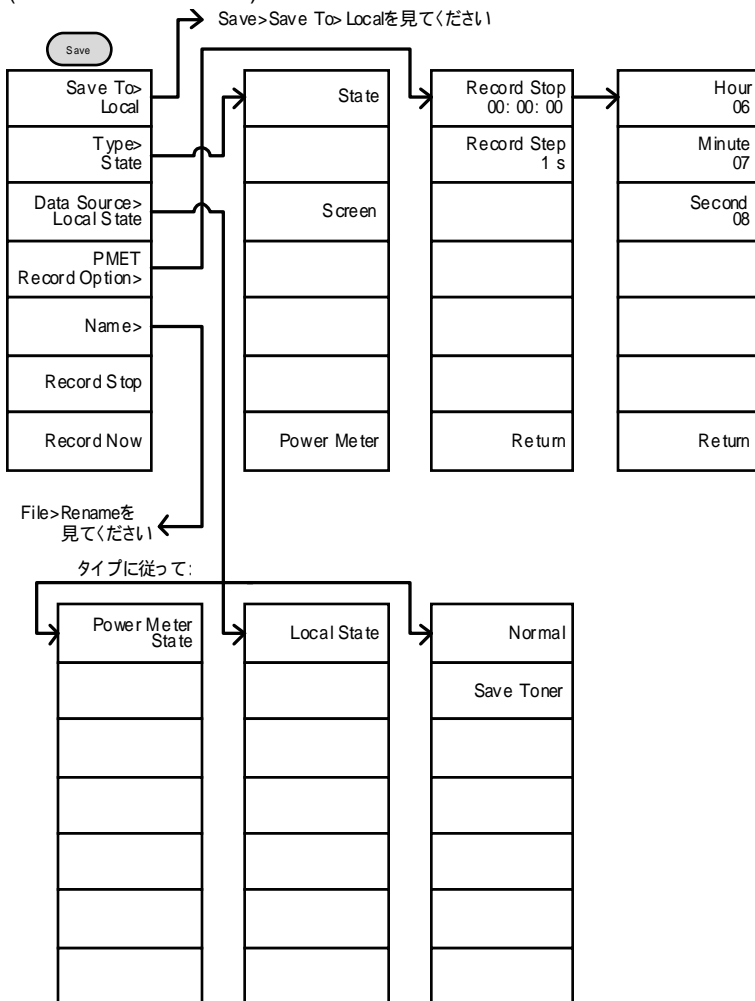 Save>Save To> Localを見てください
Save
Save To>
Local
Type>
State
Data Source>
Local State
PMET
Record Option>
Name>
Record Stop
Record Now
State
Screen
Power Meter
Record Stop
00: 00: 00
Record Step
1 s
Return
Hour
06
Minute
07
Second
08
Return
File>Renameを
見てください
タイプに従って:
Power Meter
State
Local State
Normal
Save Toner